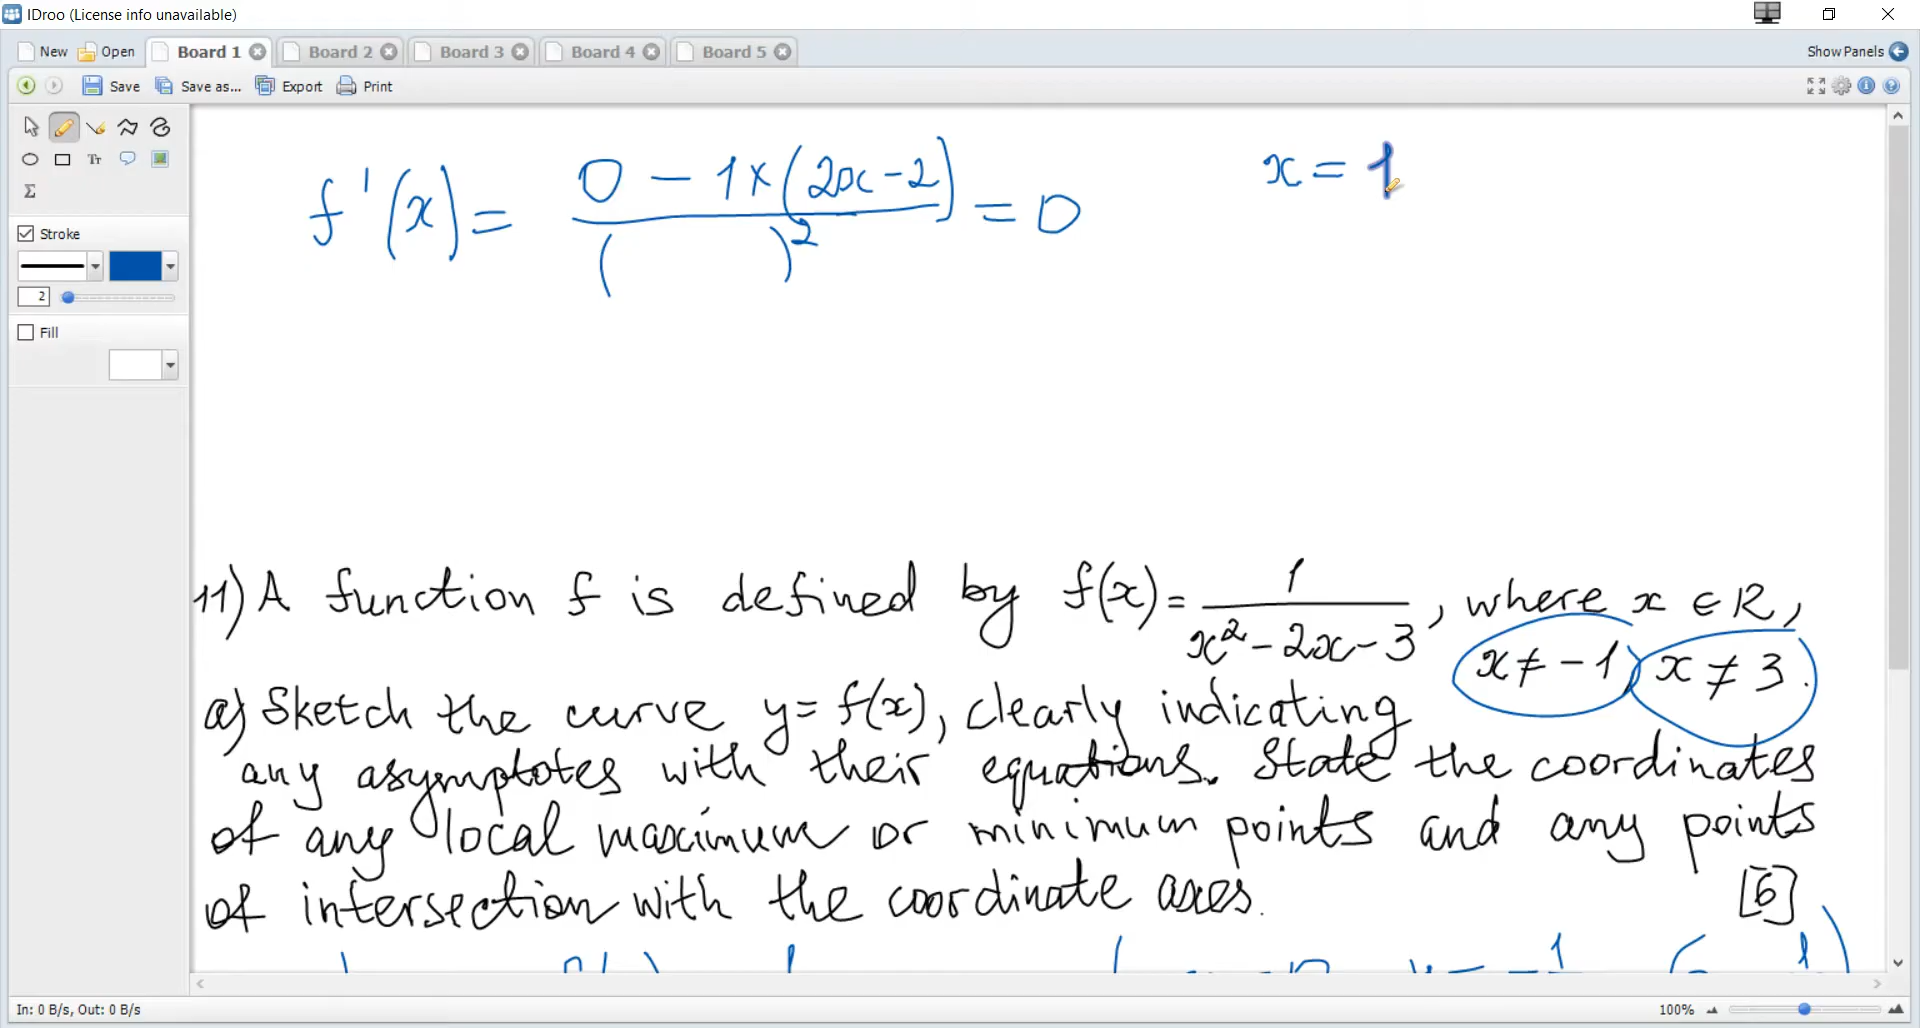 IDroo (License info unavailable)
New Open Board 1 Board 2 Board 3 Board 4 Board 5 Show Panels
Save Save as... Export Print
Tт
Σ
Stroke
2
Fill
f'(x) = 0 - 1 × (2x - 2) / ( )² = 0
x = 1
11) A function f is defined by f(x) = 1 / x² - 2x - 3, where x ∈ R,
x ≠ -1, x ≠ 3.
a) Sketch the curve y = f(x), clearly indicating
any asymptotes with their equations. State the coordinates
of any local maximum or minimum points and any points
of intersection with the coordinate axes. [6]
In: 0 B/s, Out: 0 B/s 100%